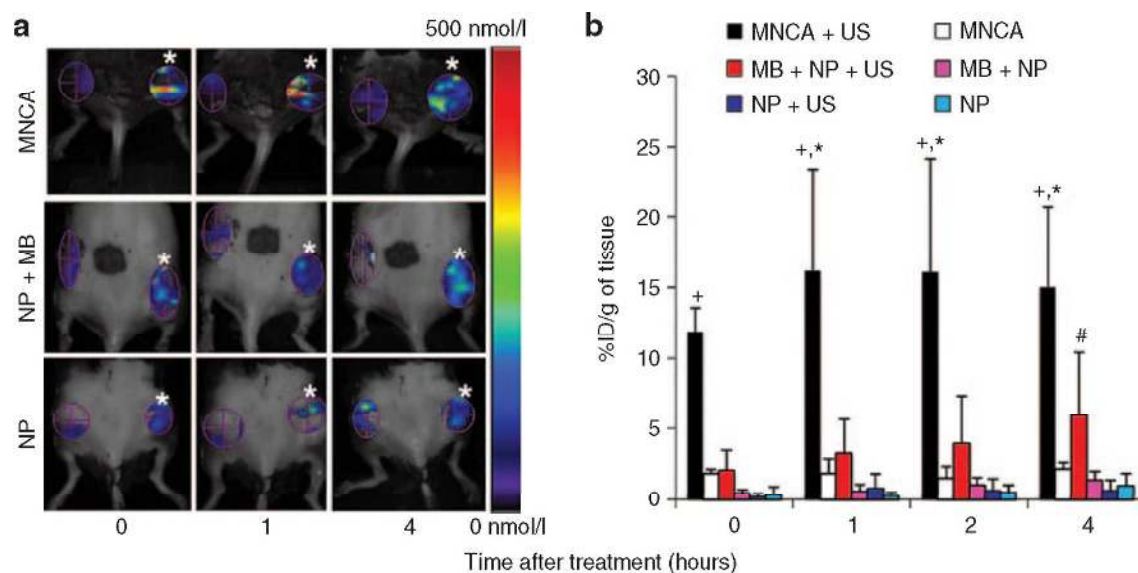 a
500 nmol/l
MNCA
NP + MB
NP
*
*
*
*
*
*
*
*
*
0
1
4
0 nmol/l
b
MNCA + US
MNCA
MB + NP + US
MB + NP
NP + US
NP
%ID/g of tissue
30
25
20
15
10
5
0
+
+,*
+,*
+,*
#
0
1
2
4
Time after treatment (hours)